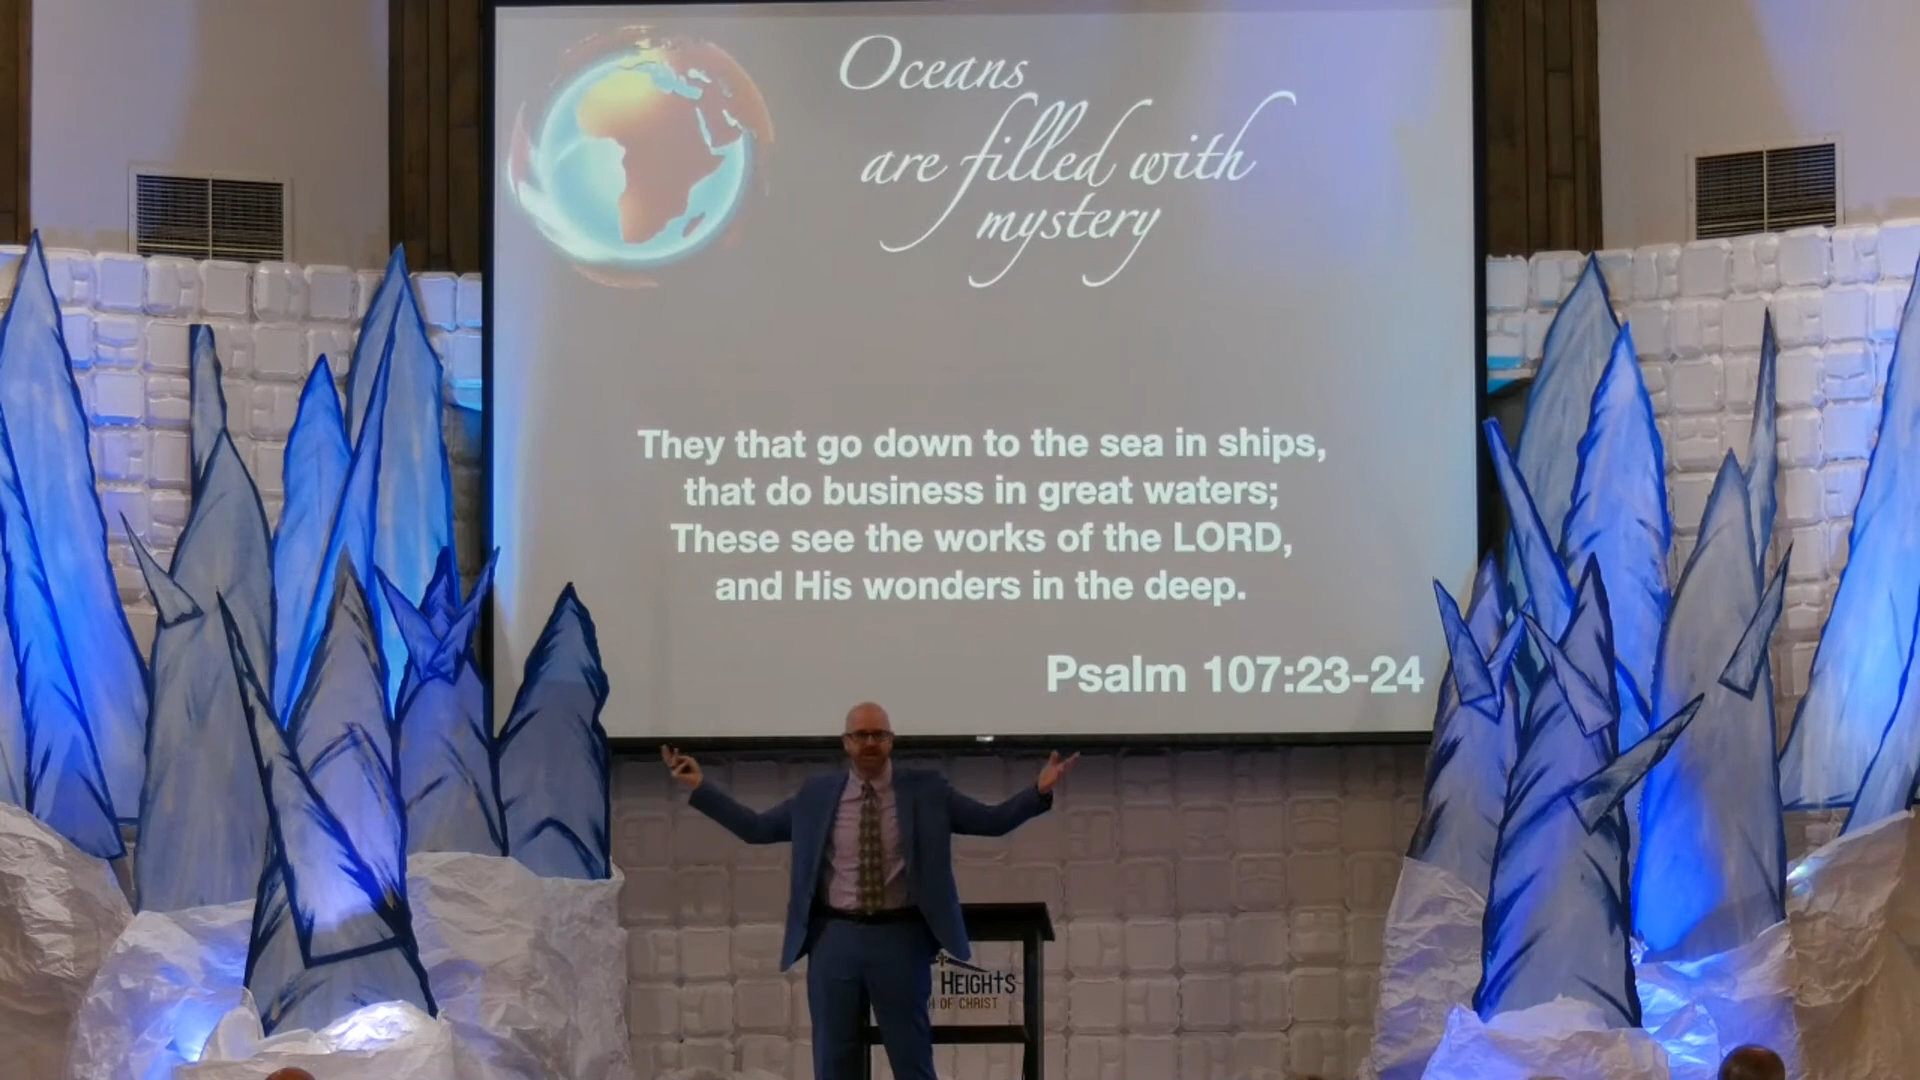 Oceans
are filled with
mystery
They that go down to the sea in ships,
that do business in great waters;
These see the works of the LORD,
and His wonders in the deep.
Psalm 107:23-24
HEIGHTS
OF CHRIST